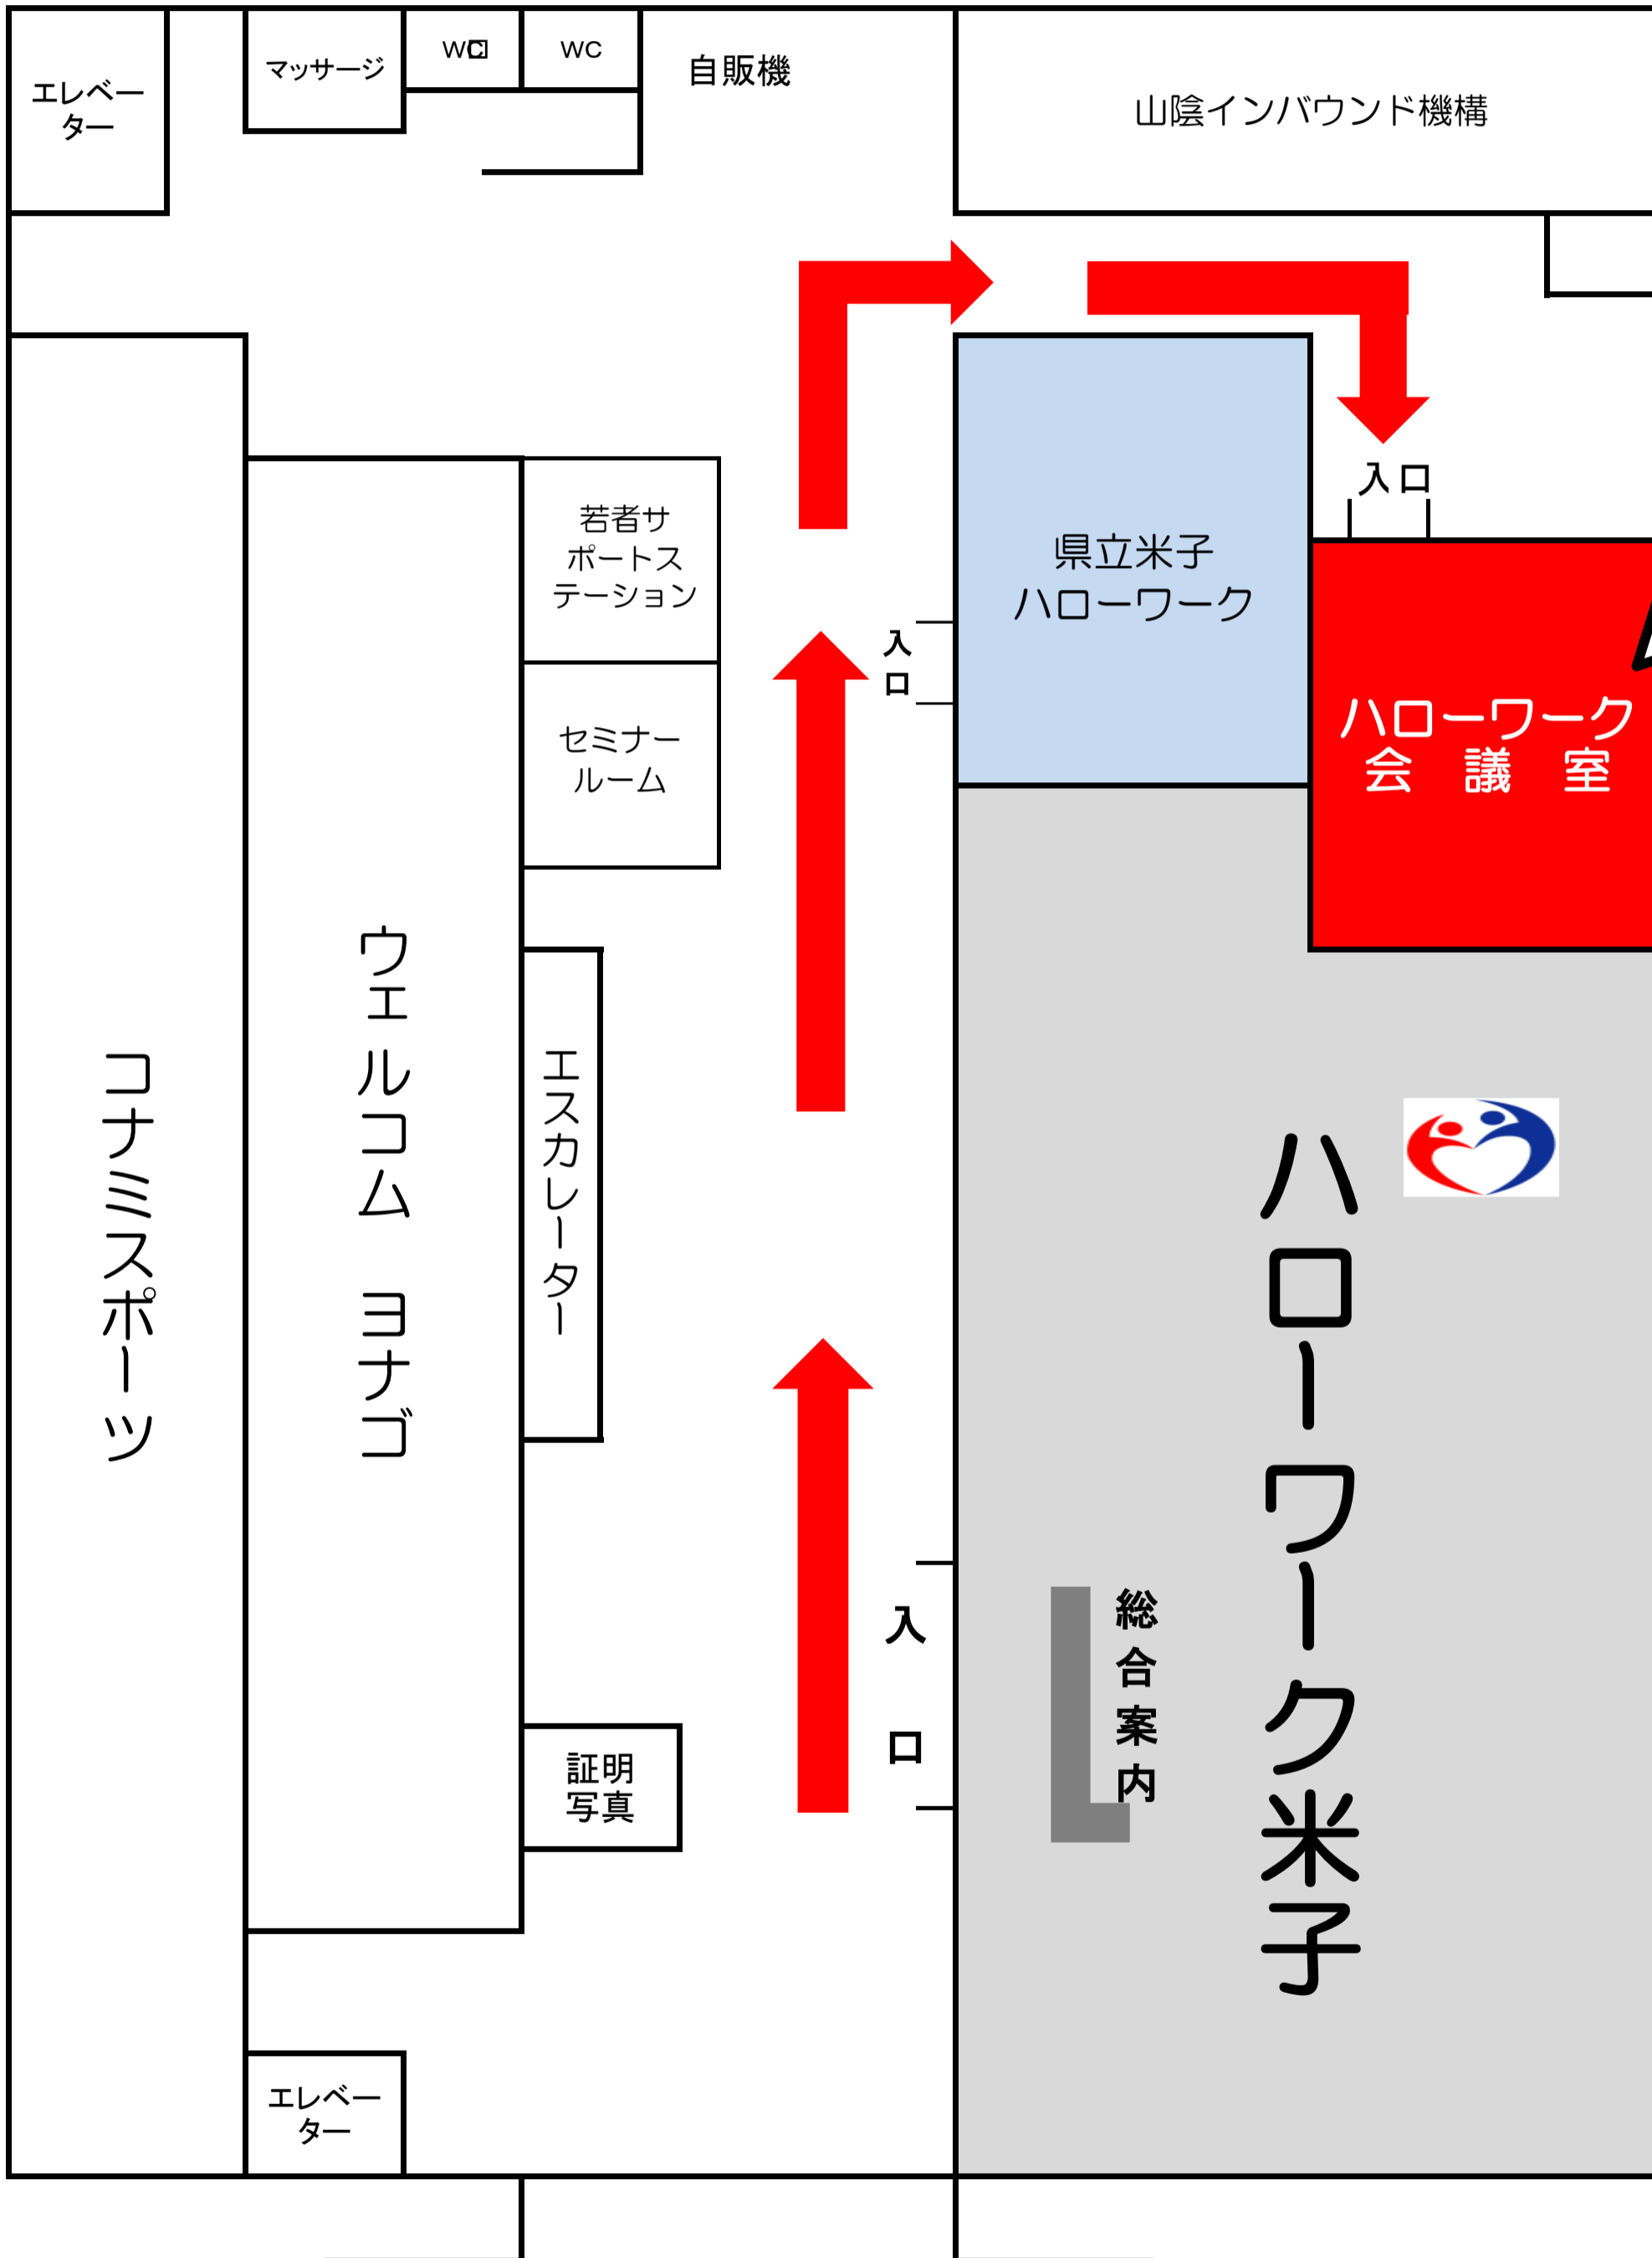 エレベー
ター
マッサージ
WC
WC
自販機
山陰インバウンド機構
入口
若者サ
ポートス
テーション
県立米子
ハローワーク
入口
セミナー
ルーム
ハローワーク
会議室
ウェルコム ヨナゴ
コナミスポーツ
エスカレーター
ハローワーク米子
入口
総合案内
証明
写真
エレベー
ター